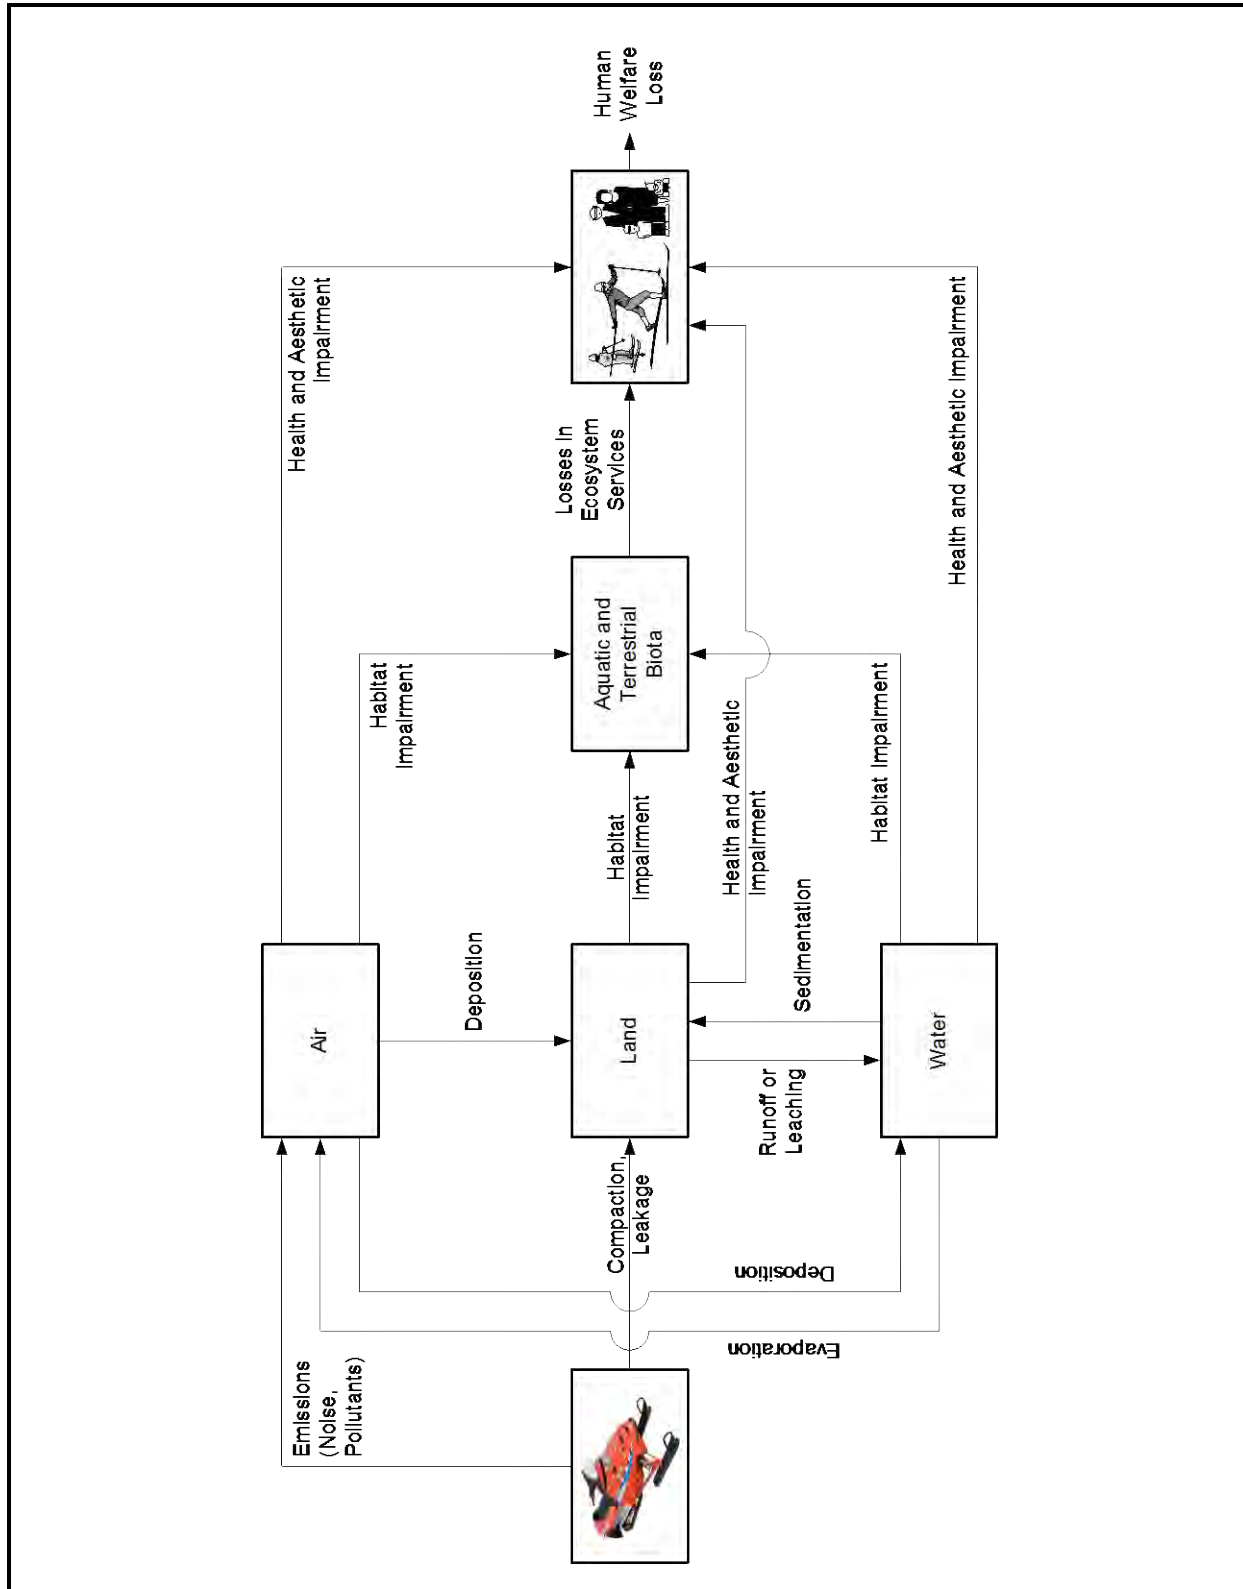 Emissions
(Noise,
Pollutants)
Evaporation
Deposition
Compaction,
Leakage
Air
Deposition
Land
Runoff or
Leaching
Sedimentation
Water
Health and Aesthetic
Impairment
Habitat
Impairment
Habitat
Impairment
Health and Aesthetic
Impairment
Habitat Impairment
Health and Aesthetic Impairment
Aquatic and
Terrestrial
Biota
Losses in
Ecosystem
Services
Human
Welfare
Loss